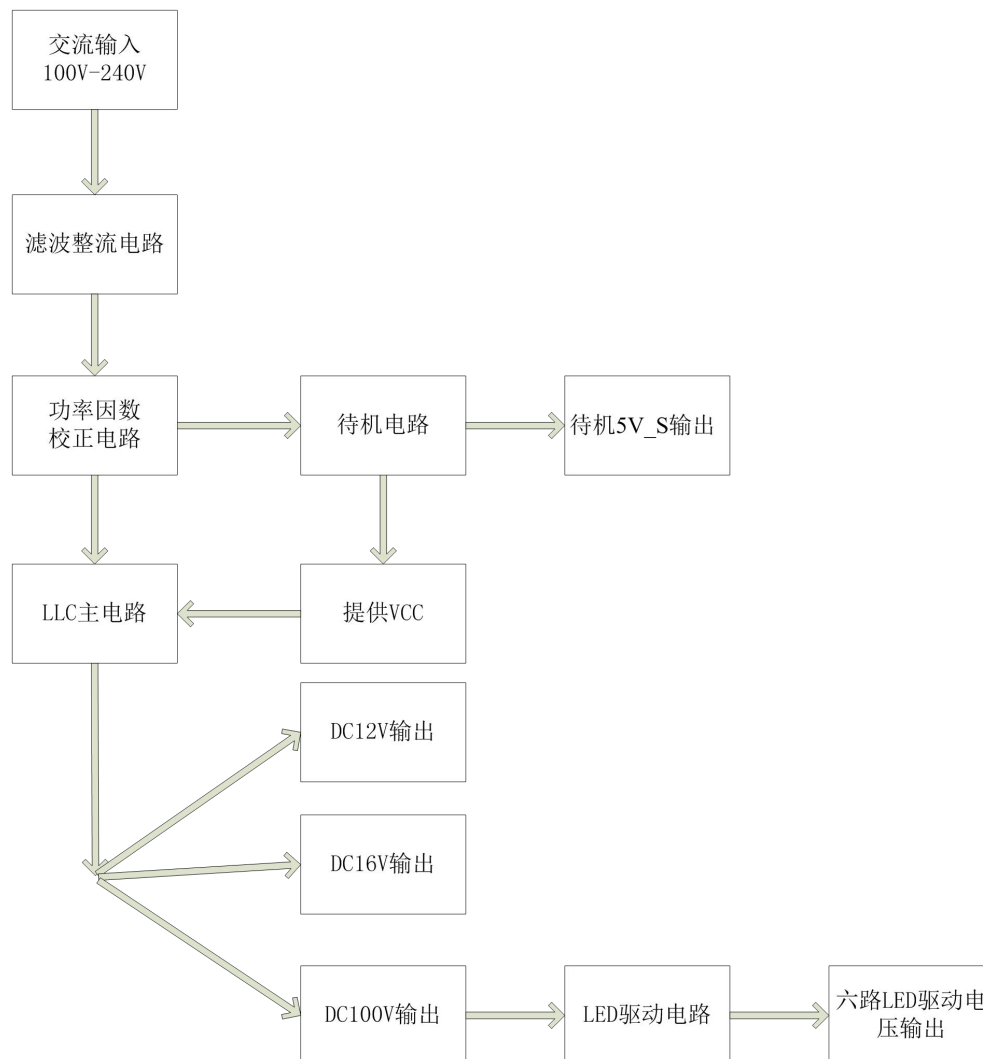 交流输入
100V-240V
滤波整流电路
功率因数
校正电路
待机电路
待机5V_S输出
LLC主电路
提供VCC
DC12V输出
DC16V输出
DC100V输出
LED驱动电路
六路LED驱动电
压输出